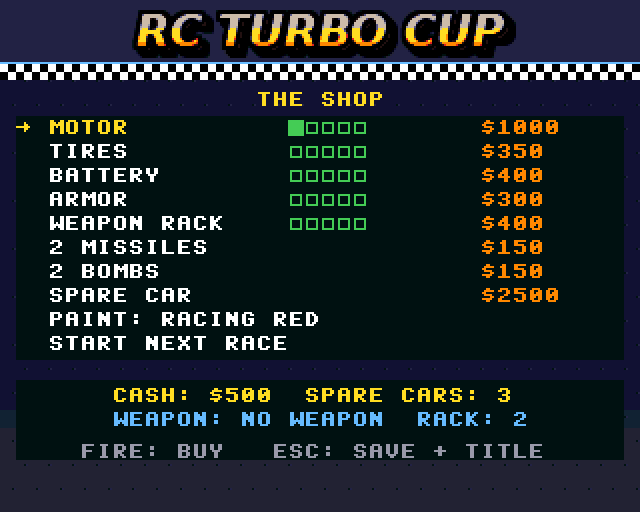 RC TURBO CUP
THE SHOP
→ MOTOR $1000
TIRES $350
BATTERY $400
ARMOR $300
WEAPON RACK $400
2 MISSILES $150
2 BOMBS $150
SPARE CAR $2500
PAINT: RACING RED
START NEXT RACE
CASH: $500 SPARE CARS: 3
WEAPON: NO WEAPON RACK: 2
FIRE: BUY ESC: SAVE + TITLE